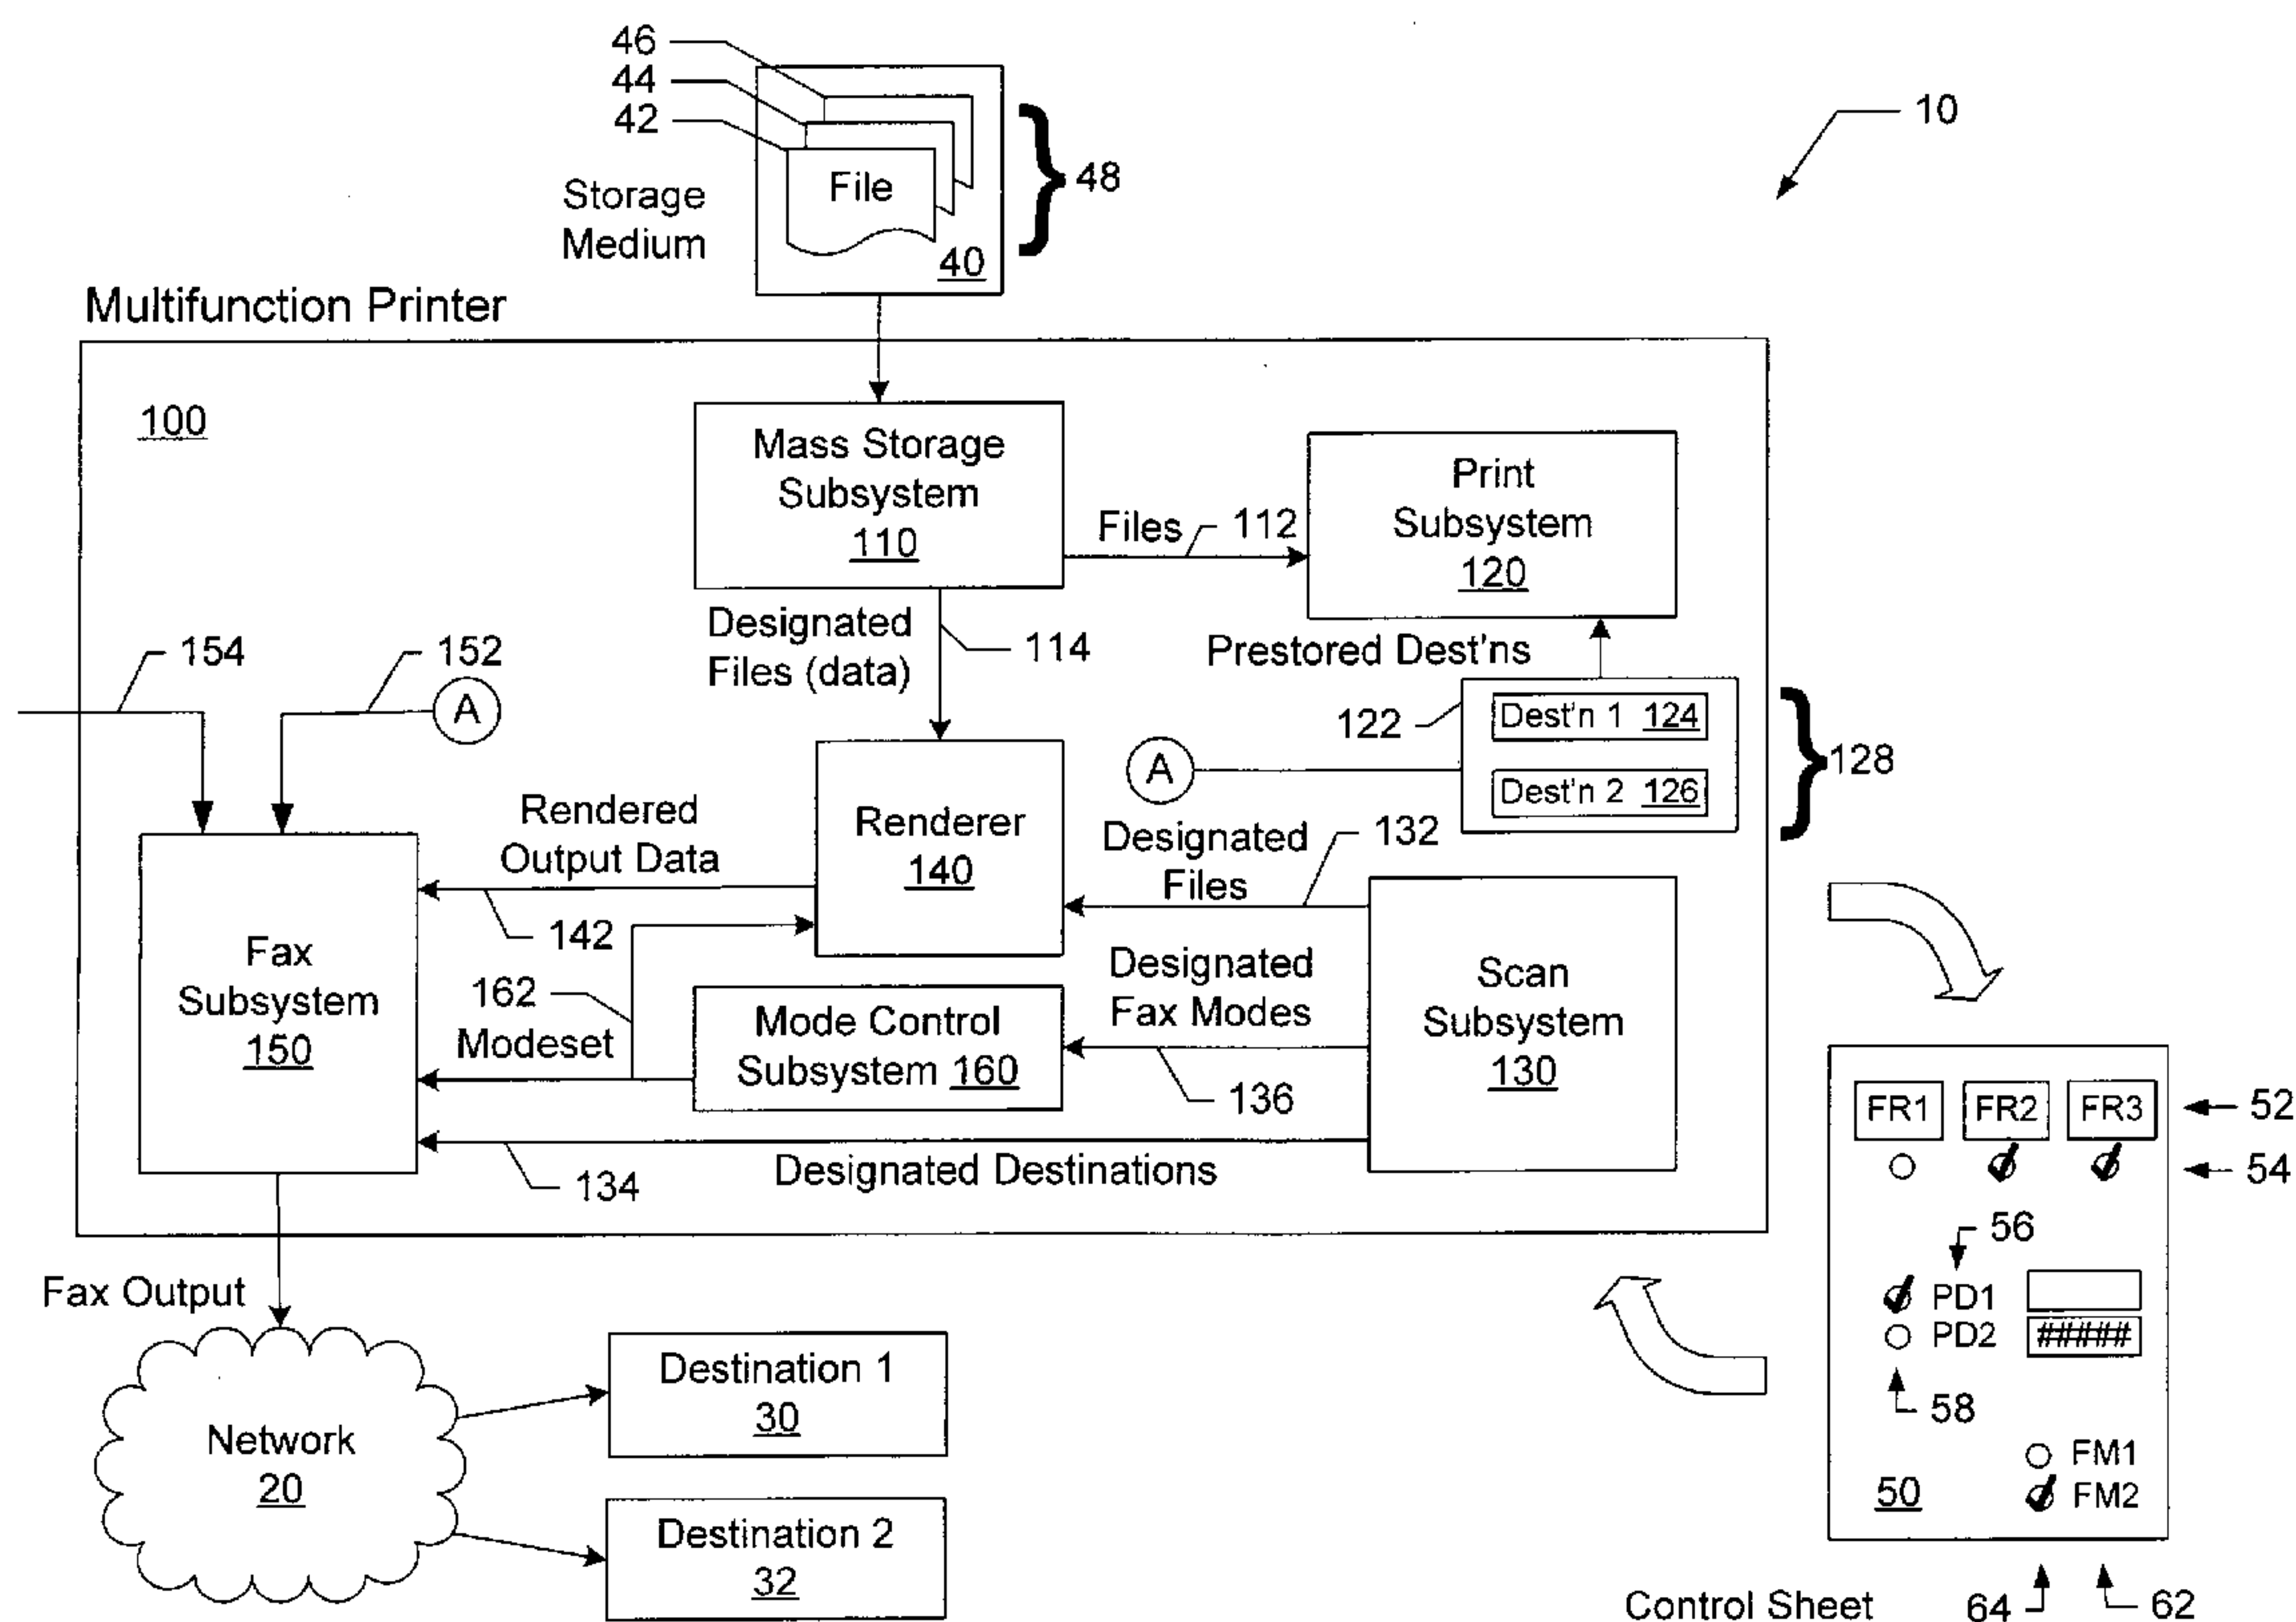 46
44
42
10
48
File
Storage
Medium
40
Multifunction Printer
100
Mass Storage
Subsystem
110
Print
Subsystem
120
Files
112
Designated
Files (data)
114
Prestored Dest'ns
154
152
A
122
Dest'n 1 124
Dest'n 2 126
128
A
Rendered
Output Data
Renderer
140
Designated
Files
132
142
Fax
Subsystem
150
162
Modeset
Mode Control
Subsystem 160
Designated
Fax Modes
136
Scan
Subsystem
130
134
Designated Destinations
FR1 FR2 FR3
52
54
56
PD1
PD2 #####
58
FM1
FM2
50
Control Sheet
64
62
Fax Output
Network
20
Destination 1
30
Destination 2
32